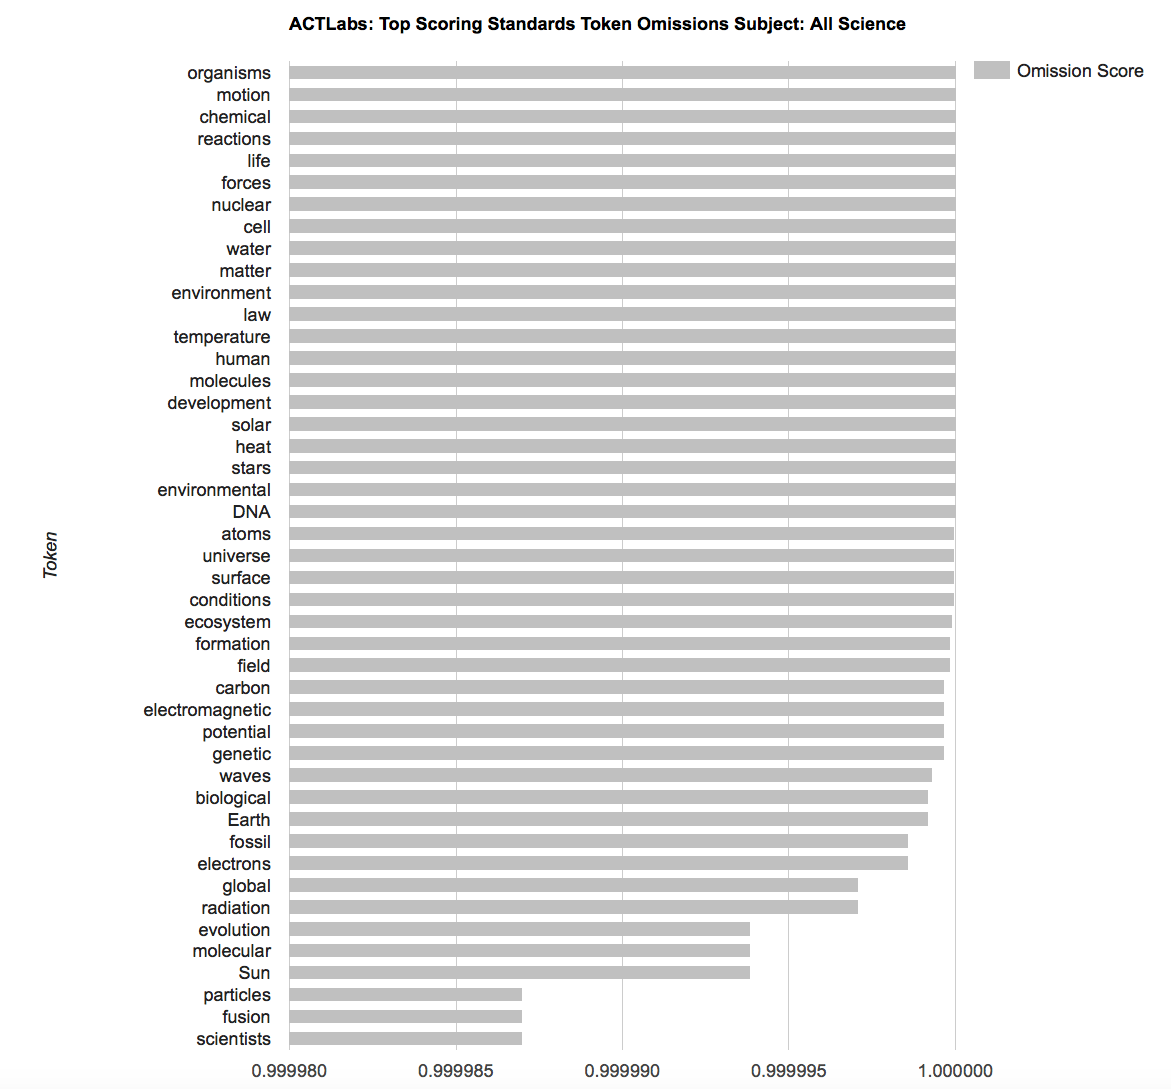 ACTLabs: Top Scoring Standards Token Omissions Subject: All Science
Omission Score
organisms
motion
chemical
reactions
life
forces
nuclear
cell
water
matter
environment
law
temperature
human
molecules
development
solar
heat
stars
environmental
DNA
atoms
universe
surface
conditions
ecosystem
formation
field
carbon
electromagnetic
potential
genetic
waves
biological
Earth
fossil
electrons
global
radiation
evolution
molecular
Sun
particles
fusion
scientists
Token
0.999980 0.999985 0.999990 0.999995 1.000000